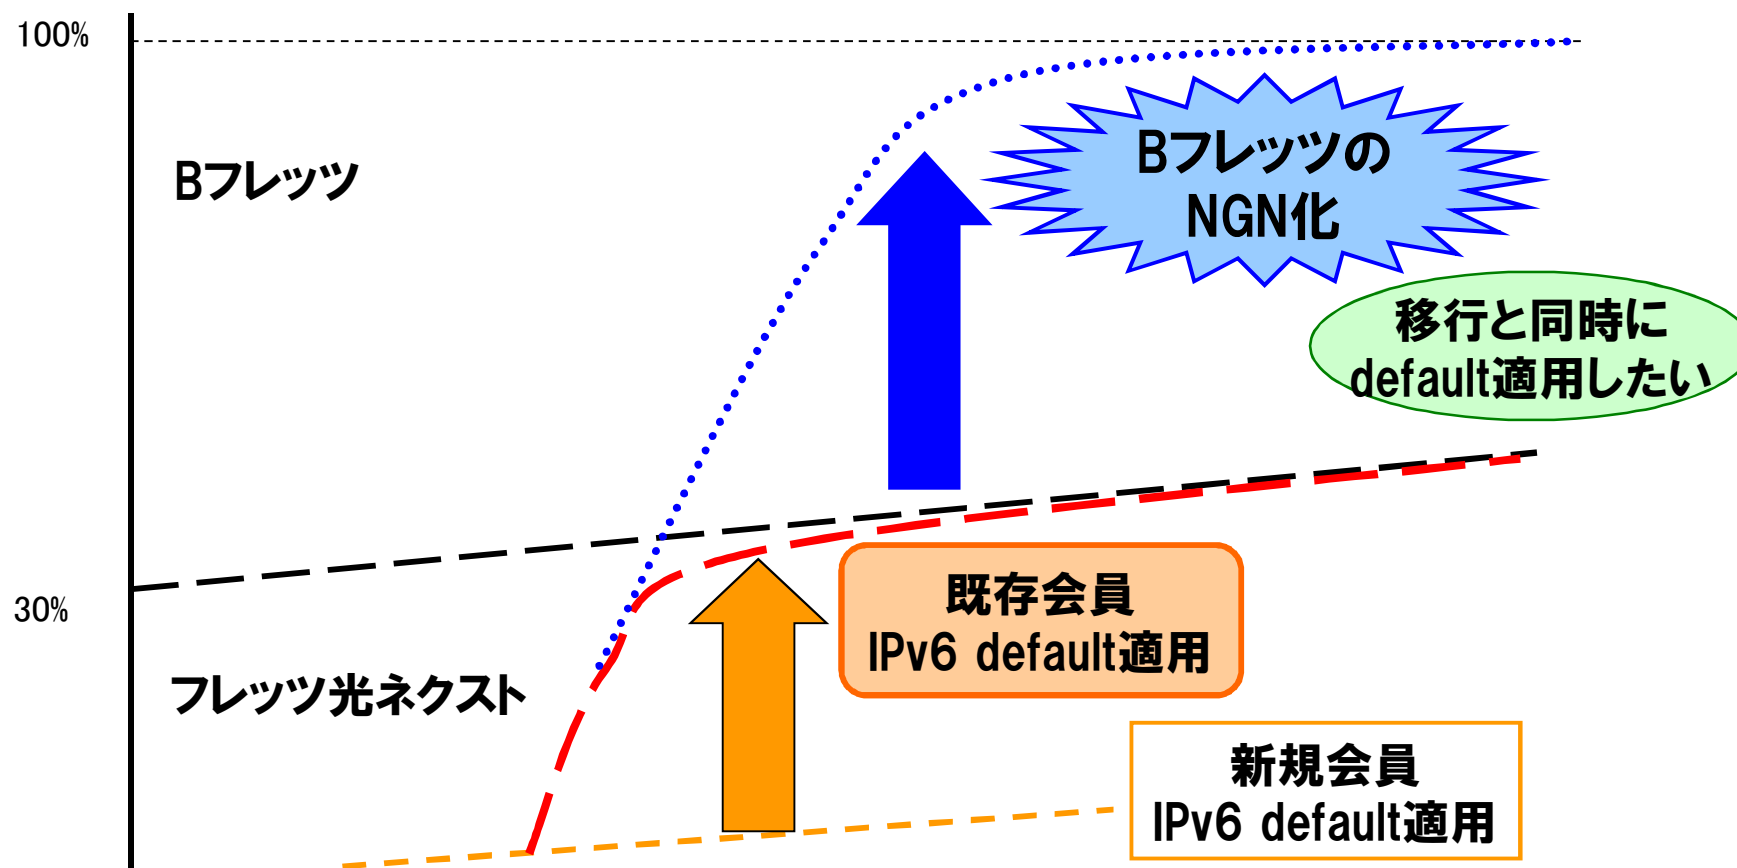 100%
Bフレッツ
Bフレッツの
NGN化
移行と同時に
default適用したい
30%
既存会員
IPv6 default適用
フレッツ光ネクスト
新規会員
IPv6 default適用